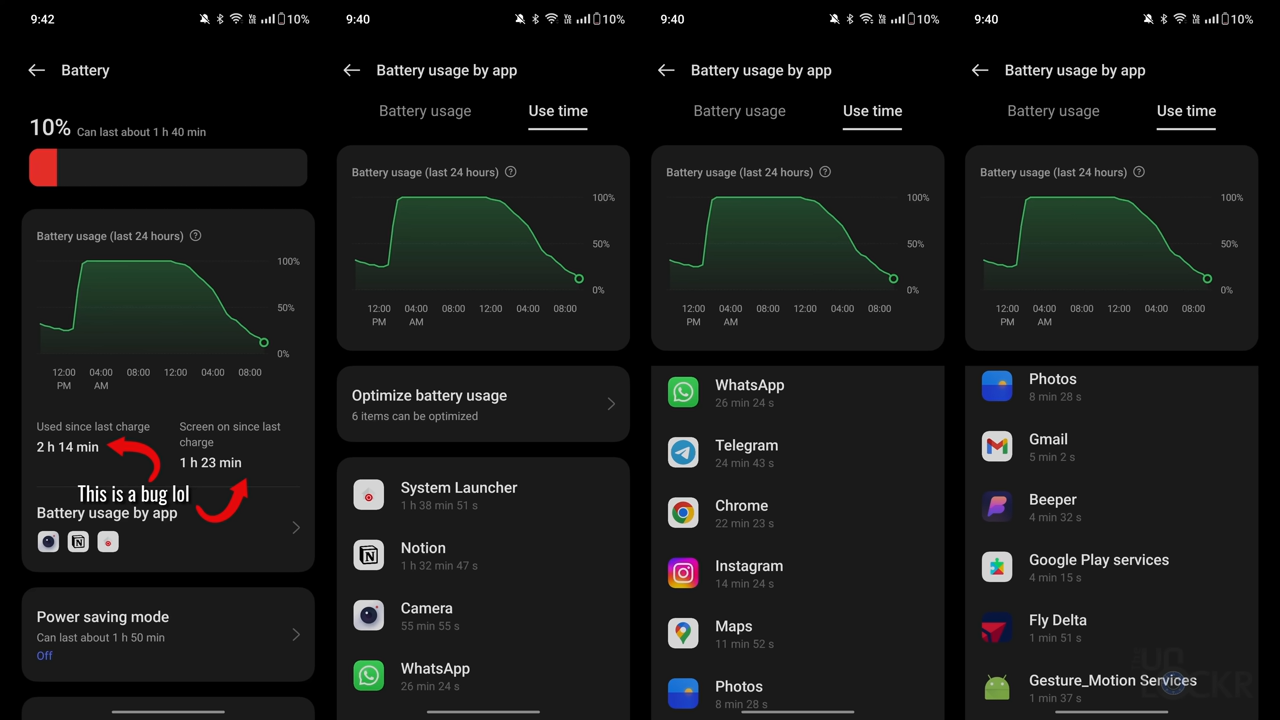 9:42
10%
Battery
10% Can last about 1 h 40 min
Battery usage (last 24 hours) ?
100%
50%
0%
12:00 PM 04:00 AM 08:00 12:00 04:00 08:00
Used since last charge
2 h 14 min
Screen on since last charge
1 h 23 min
This is a bug lol
Battery usage by app
Power saving mode
Can last about 1 h 50 min
Off
9:40
10%
Battery usage by app
Battery usage Use time
Battery usage (last 24 hours) ?
100%
50%
0%
12:00 PM 04:00 AM 08:00 12:00 04:00 08:00
Optimize battery usage
6 items can be optimized
System Launcher
1 h 38 min 51 s
Notion
1 h 32 min 47 s
Camera
55 min 55 s
WhatsApp
26 min 24 s
9:40
10%
Battery usage by app
Battery usage Use time
Battery usage (last 24 hours) ?
100%
50%
0%
12:00 PM 04:00 AM 08:00 12:00 04:00 08:00
WhatsApp
26 min 24 s
Telegram
24 min 43 s
Chrome
22 min 23 s
Instagram
14 min 24 s
Maps
11 min 52 s
Photos
8 min 28 s
9:40
10%
Battery usage by app
Battery usage Use time
Battery usage (last 24 hours) ?
100%
50%
0%
12:00 PM 04:00 AM 08:00 12:00 04:00 08:00
Photos
8 min 28 s
Gmail
5 min 2 s
Beeper
4 min 32 s
Google Play services
4 min 15 s
Fly Delta
1 min 51 s
Gesture_Motion Services
1 min 37 s